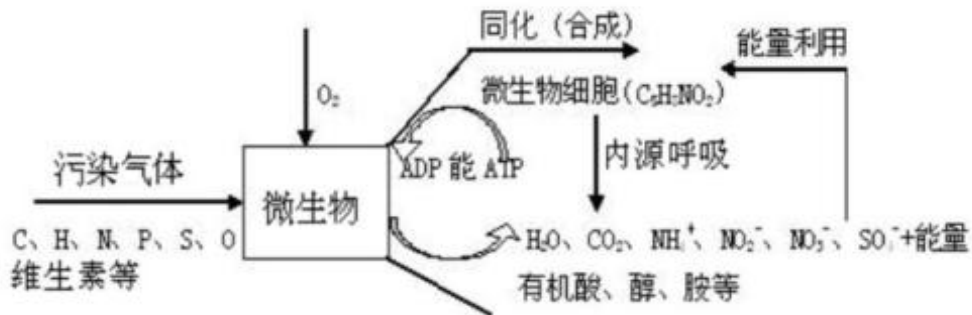 同化（合成）
能量利用
O₂
微生物细胞(C₅H₇NO₂)
污染气体
ADP 能 ATP
内源呼吸
微生物
C、H、N、P、S、O
H₂O、CO₂、NH₄⁺、NO₂⁻、NO₃⁻、SO₄⁻+能量
维生素等
有机酸、醇、胺等